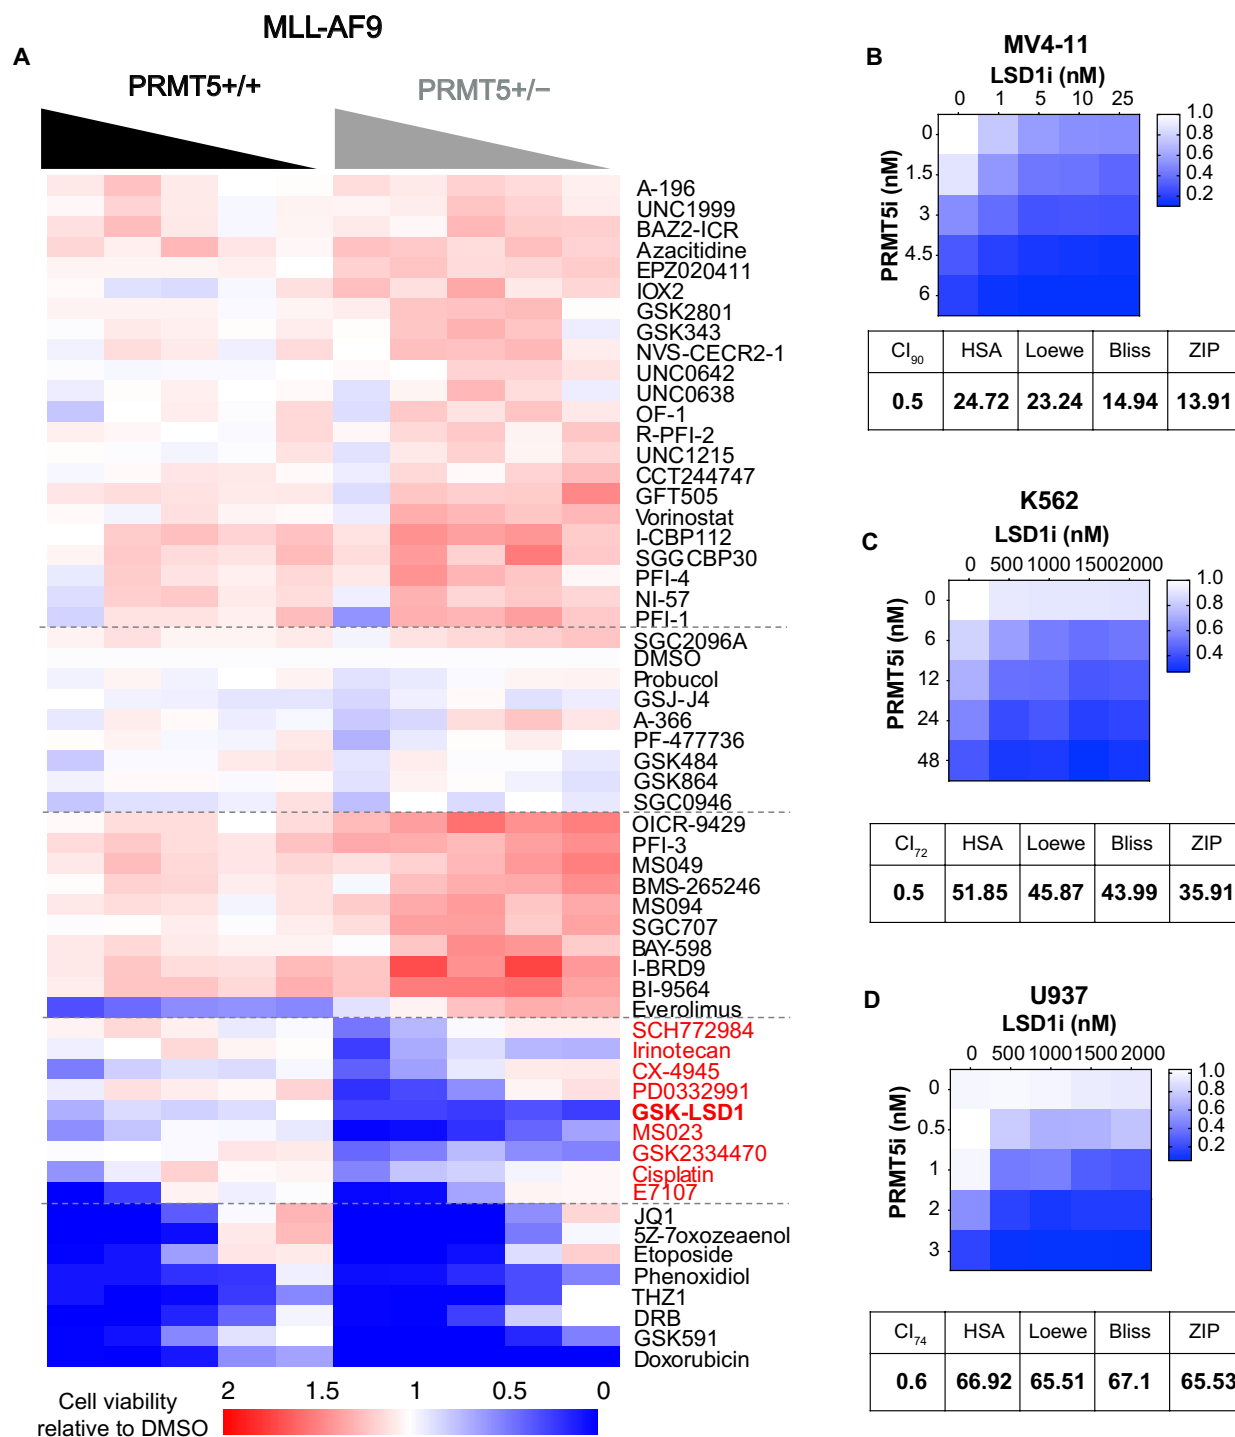 MLL-AF9
A
PRMT5+/+
PRMT5+/−
A-196
UNC1999
BAZ2-ICR
Azacitidine
EPZ020411
IOX2
GSK2801
GSK343
NVS-CECR2-1
UNC0642
UNC0638
OF-1
R-PFI-2
UNC1215
CCT244747
GFT505
Vorinostat
I-CBP112
SGCCBP30
PFI-4
NI-57
PFI-1
SGC2096A
DMSO
Probucol
GSJ-J4
A-366
PF-477736
GSK484
GSK864
SGC0946
OICR-9429
PFI-3
MS049
BMS-265246
MS094
SGC707
BAY-598
I-BRD9
BI-9564
Everolimus
SCH772984
Irinotecan
CX-4945
PD0332991
GSK-LSD1
MS023
GSK2334470
Cisplatin
E7107
JQ1
5Z-7oxozeaenol
Etoposide
Phenoxidiol
THZ1
DRB
GSK591
Doxorubicin
Cell viability
relative to DMSO
2 1.5 1 0.5 0
B
MV4-11
LSD1i (nM)
0 1 5 10 25
PRMT5i (nM)
0
1.5
3
4.5
6
1.0
0.8
0.6
0.4
0.2
CI90 HSA Loewe Bliss ZIP
0.5 24.72 23.24 14.94 13.91
C
K562
LSD1i (nM)
0 500 1000 1500 2000
PRMT5i (nM)
0
6
12
24
48
1.0
0.8
0.6
0.4
CI72 HSA Loewe Bliss ZIP
0.5 51.85 45.87 43.99 35.91
D
U937
LSD1i (nM)
0 500 1000 1500 2000
PRMT5i (nM)
0
0.5
1
2
3
1.0
0.8
0.6
0.4
0.2
CI74 HSA Loewe Bliss ZIP
0.6 66.92 65.51 67.1 65.53